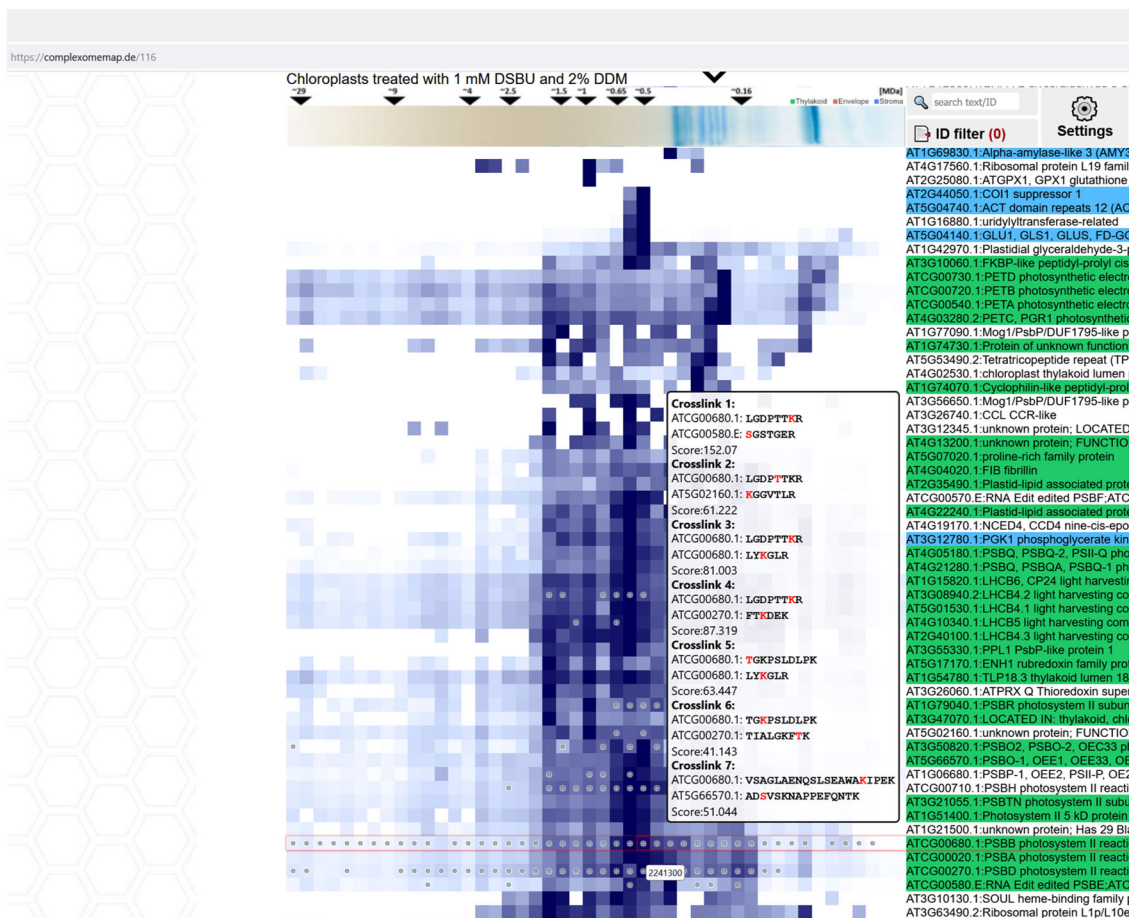 https://complexomemap.de/116
Chloroplasts treated with 1 mM DSBU and 2% DDM
~29 ~9 ~4 ~2.5 ~1.5 ~1 ~0.65 ~0.5 ~0.16 [MDa]
Thylakoid Envelope Stroma
search text/ID
ID filter (0)
Settings
AT1G69830.1:Alpha-amylase-like 3 (AMY3
AT4G17560.1:Ribosomal protein L19 famil
AT2G25080.1:ATGPX1, GPX1 glutathione
AT2G44050.1:COI1 suppressor 1
AT5G04740.1:ACT domain repeats 12 (AC
AT1G16880.1:uridylyltransferase-related
AT5G04140.1:GLU1, GLS1, GLUS, FD-GO
AT1G42970.1:Plastidial glyceraldehyde-3-p
AT3G10060.1:FKBP-like peptidyl-prolyl cis
ATCG00730.1:PETD photosynthetic electr
ATCG00720.1:PETB photosynthetic electr
ATCG00540.1:PETA photosynthetic electr
AT4G03280.2:PETC, PGR1 photosynthetic
AT1G77090.1:Mog1/PsbP/DUF1795-like p
AT1G74730.1:Protein of unknown function
AT5G53490.2:Tetratricopeptide repeat (TP
AT4G02530.1:chloroplast thylakoid lumen
AT1G74070.1:Cyclophilin-like peptidyl-prol
AT3G56650.1:Mog1/PsbP/DUF1795-like p
AT3G26740.1:CCL CCR-like
AT3G12345.1:unknown protein; LOCATED
AT4G13200.1:unknown protein; FUNCTIO
AT5G07020.1:proline-rich family protein
AT4G04020.1:FIB fibrillin
AT2G35490.1:Plastid-lipid associated prote
ATCG00570.E:RNA Edit edited PSBF;ATC
AT4G22240.1:Plastid-lipid associated prote
AT4G19170.1:NCED4, CCD4 nine-cis-epo
AT3G12780.1:PGK1 phosphoglycerate kin
AT4G05180.1:PSBQ, PSBQ-2, PSII-Q pho
AT4G21280.1:PSBQ, PSBQA, PSBQ-1 ph
AT1G15820.1:LHCB6, CP24 light harvestin
AT3G08940.2:LHCB4.2 light harvesting co
AT5G01530.1:LHCB4.1 light harvesting co
AT4G10340.1:LHCB5 light harvesting com
AT2G40100.1:LHCB4.3 light harvesting co
AT3G55330.1:PPL1 PsbP-like protein 1
AT5G17170.1:ENH1 rubredoxin family prot
AT1G54780.1:TLP18.3 thylakoid lumen 18
AT3G26060.1:ATPRX Q Thioredoxin super
AT1G79040.1:PSBR photosystem II subun
AT3G47070.1:LOCATED IN: thylakoid, chl
AT5G02160.1:unknown protein; FUNCTIO
AT3G50820.1:PSBO2, PSBO-2, OEC33 ph
AT5G66570.1:PSBO-1, OEE1, OEE33, OE
AT1G06680.1:PSBP-1, OEE2, PSII-P, OE2
ATCG00710.1:PSBH photosystem II reacti
AT3G21055.1:PSBTN photosystem II subu
AT1G51400.1:Photosystem II 5 kD protein
AT1G21500.1:unknown protein; Has 29 Bla
ATCG00680.1:PSBB photosystem II reacti
ATCG00020.1:PSBA photosystem II reacti
ATCG00270.1:PSBD photosystem II reacti
ATCG00580.E:RNA Edit edited PSBE;ATC
AT3G10130.1:SOUL heme-binding family p
AT3G63490.2:Ribosomal protein L1p/L10e
Crosslink 1:
ATCG00680.1: LGDPTTKR
ATCG00580.E: SGSTGER
Score:152.07
Crosslink 2:
ATCG00680.1: LGDPTTKR
AT5G02160.1: KGGVTLR
Score:61.222
Crosslink 3:
ATCG00680.1: LGDPTTKR
ATCG00680.1: LYKGLR
Score:81.003
Crosslink 4:
ATCG00680.1: LGDPTTKR
ATCG00270.1: FTKDEK
Score:87.319
Crosslink 5:
ATCG00680.1: TGKPSLDLPK
ATCG00680.1: LYKGLR
Score:63.447
Crosslink 6:
ATCG00680.1: TGKPSLDLPK
ATCG00270.1: TIALGKFTK
Score:41.143
Crosslink 7:
ATCG00680.1: VSAGLAENQSLSEAWAKIPEK
AT5G66570.1: ADSVSKNAPPEFQNTK
Score:51.044
2241300